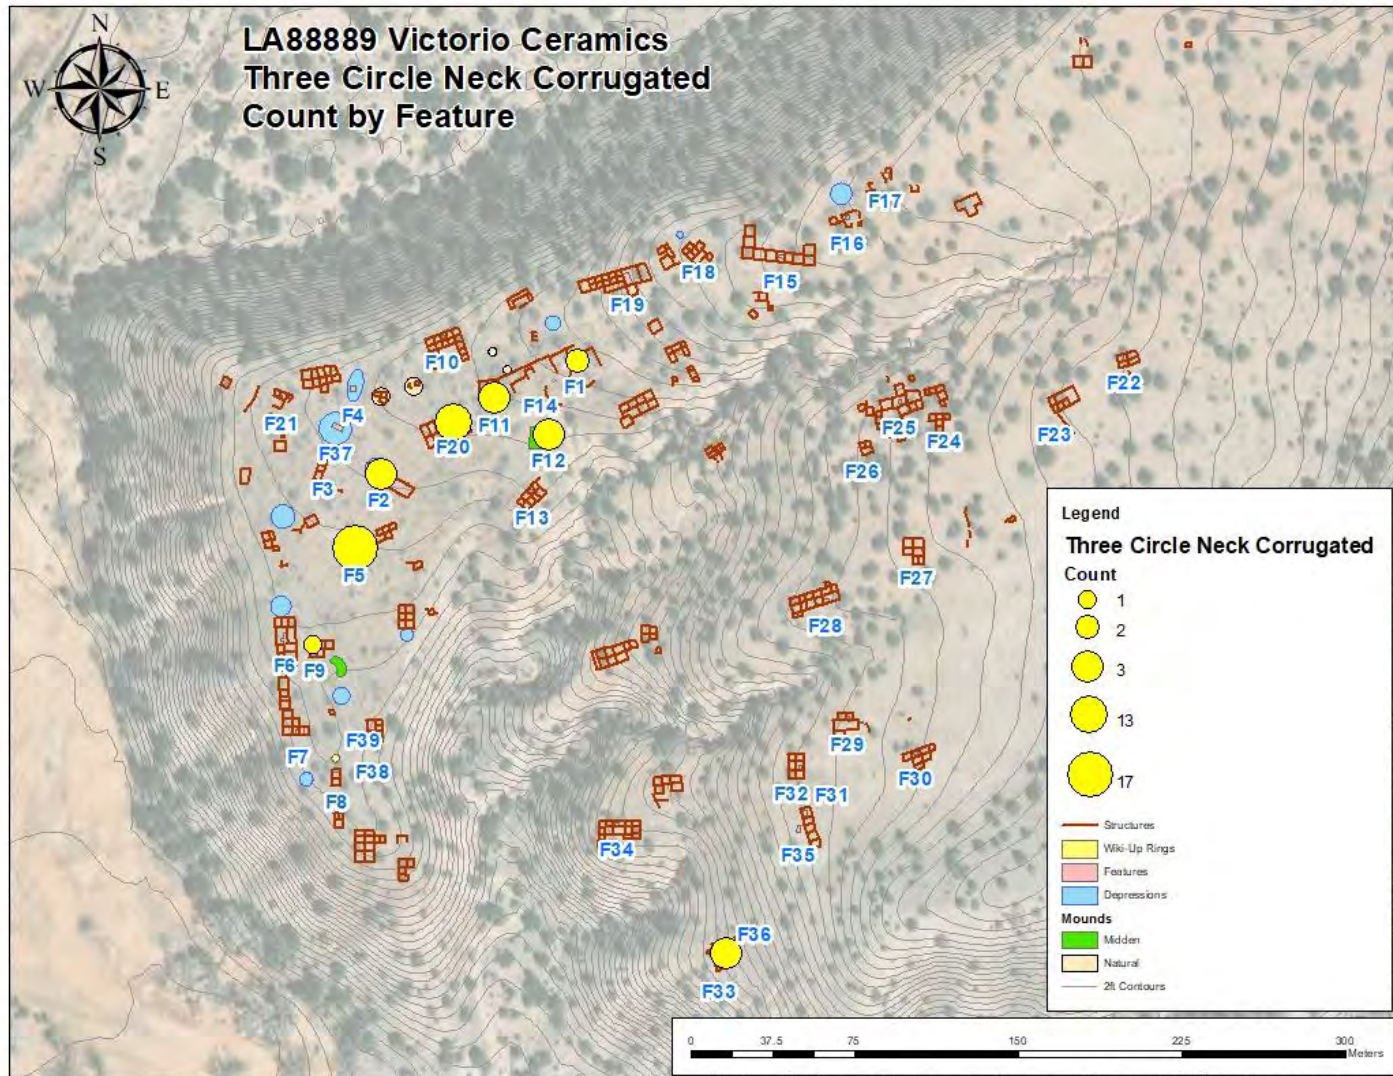 N
W E
S
LA88889 Victorio Ceramics
Three Circle Neck Corrugated
Count by Feature
F17
F16
F18
F15
F19
F10
F1
F22
F21
F4
F14
F11
F20
F23
F25
F24
F37
F12
F26
F3
F2
F13
F5
F27
F28
F6
F9
F39
F29
F7
F38
F30
F8
F32
F31
F34
F35
F36
F33
Legend
Three Circle Neck Corrugated
Count
1
2
3
13
17
Structures
Wiki-Up Rings
Features
Depressions
Mounds
Midden
Natural
2ft Contours
0 37.5 75 150 225 300
Meters